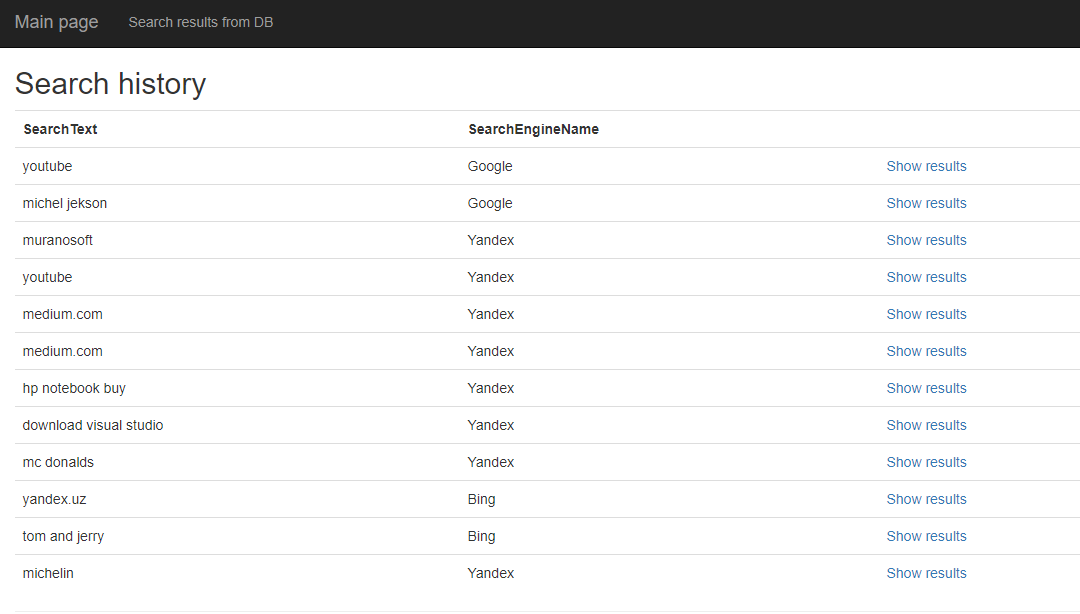 Main page Search results from DB
Search history
SearchText SearchEngineName
youtube Google Show results
michel jekson Google Show results
muranosoft Yandex Show results
youtube Yandex Show results
medium.com Yandex Show results
medium.com Yandex Show results
hp notebook buy Yandex Show results
download visual studio Yandex Show results
mc donalds Yandex Show results
yandex.uz Bing Show results
tom and jerry Bing Show results
michelin Yandex Show results